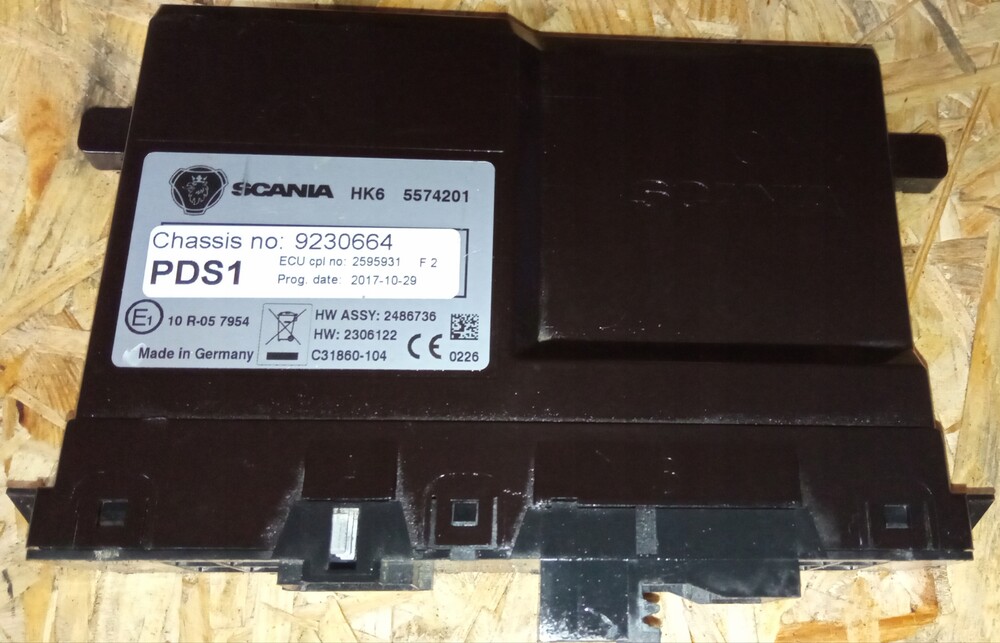 SCANIA HK6 5574201
Chassis no: 9230664
PDS1 ECU cpl no: 2595931 F 2
Prog. date: 2017-10-29
E1 10 R-05 7954
HW ASSY: 2486736
HW: 2306122
Made in Germany C31860-104 CE 0226
SCANIA